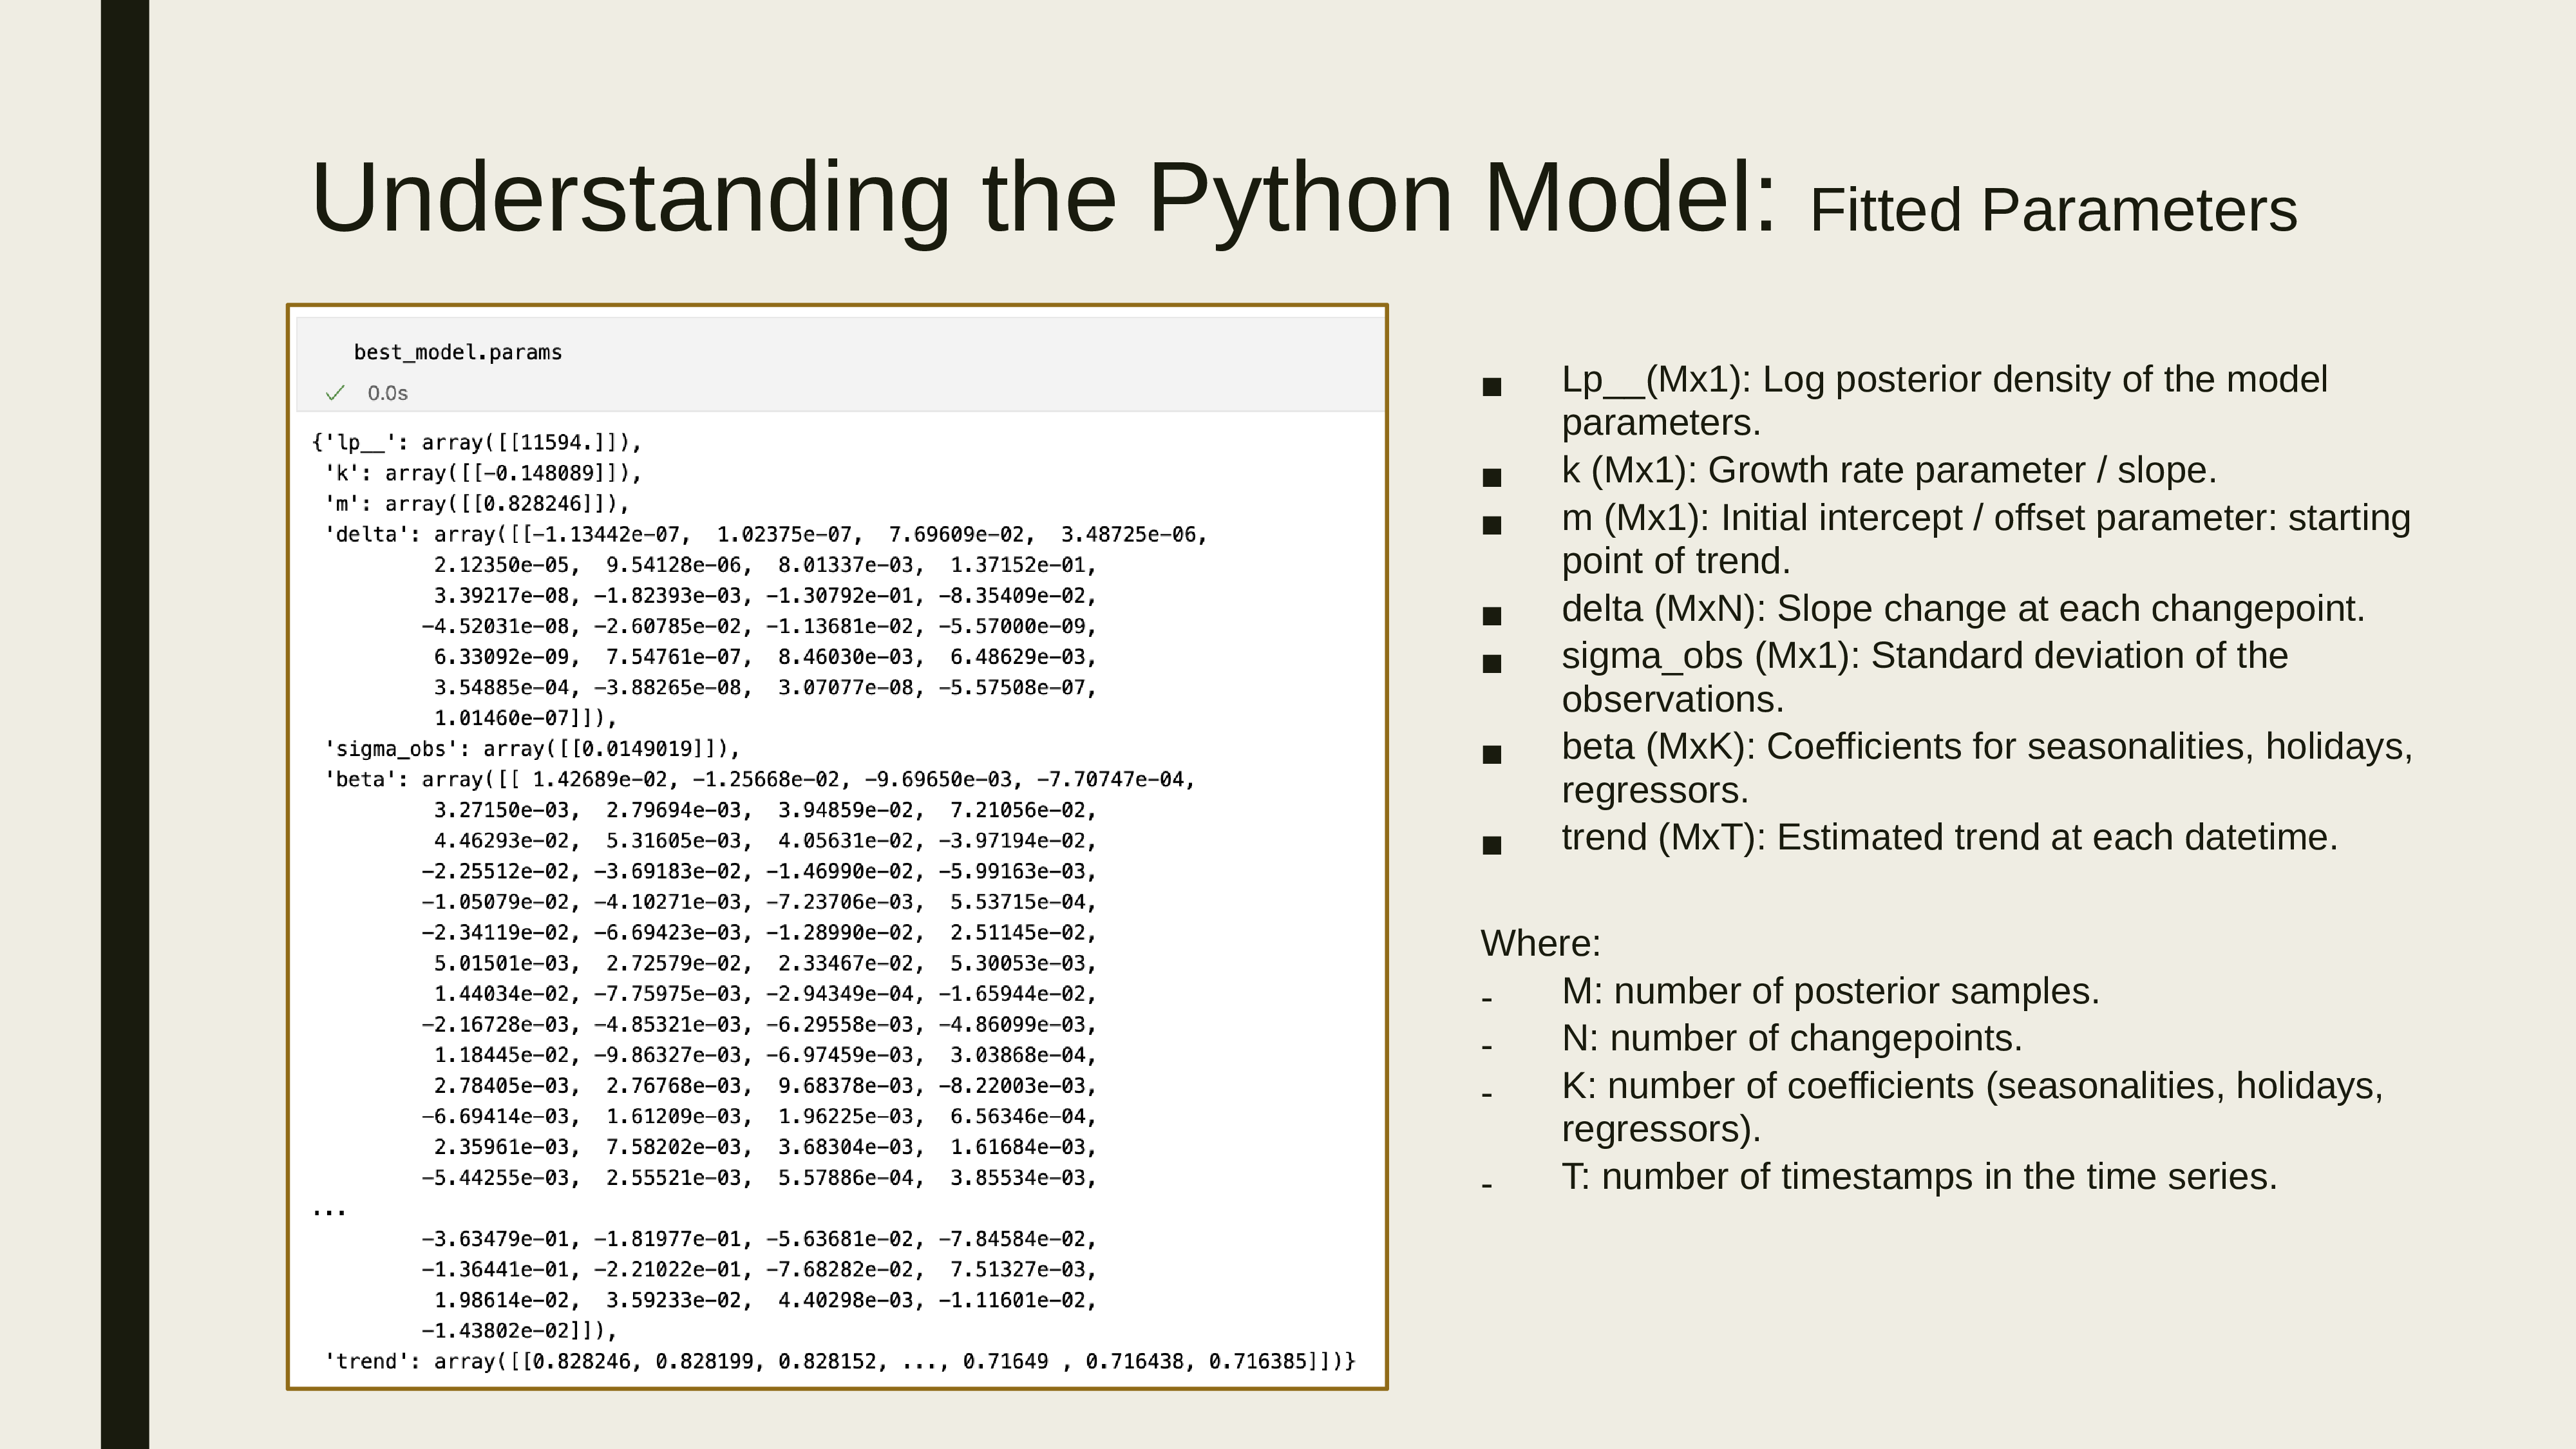 Understanding the Python Model: Fitted Parameters
best_model.params
✓ 0.0s
{'lp__': array([[11594.]]),
 'k': array([[-0.148089]]),
 'm': array([[0.828246]]),
 'delta': array([[-1.13442e-07,  1.02375e-07,  7.69609e-02,  3.48725e-06,
          2.12350e-05,  9.54128e-06,  8.01337e-03,  1.37152e-01,
          3.39217e-08, -1.82393e-03, -1.30792e-01, -8.35409e-02,
         -4.52031e-08, -2.60785e-02, -1.13681e-02, -5.57000e-09,
          6.33092e-09,  7.54761e-07,  8.46030e-03,  6.48629e-03,
          3.54885e-04, -3.88265e-08,  3.07077e-08, -5.57508e-07,
          1.01460e-07]]),
 'sigma_obs': array([[0.0149019]]),
 'beta': array([[ 1.42689e-02, -1.25668e-02, -9.69650e-03, -7.70747e-04,
          3.27150e-03,  2.79694e-03,  3.94859e-02,  7.21056e-02,
          4.46293e-02,  5.31605e-03,  4.05631e-02, -3.97194e-02,
         -2.25512e-02, -3.69183e-02, -1.46990e-02, -5.99163e-03,
         -1.05079e-02, -4.10271e-03, -7.23706e-03,  5.53715e-04,
         -2.34119e-02, -6.69423e-03, -1.28990e-02,  2.51145e-02,
          5.01501e-03,  2.72579e-02,  2.33467e-02,  5.30053e-03,
          1.44034e-02, -7.75975e-03, -2.94349e-04, -1.65944e-02,
         -2.16728e-03, -4.85321e-03, -6.29558e-03, -4.86099e-03,
          1.18445e-02, -9.86327e-03, -6.97459e-03,  3.03868e-04,
          2.78405e-03,  2.76768e-03,  9.68378e-03, -8.22003e-03,
         -6.69414e-03,  1.61209e-03,  1.96225e-03,  6.56346e-04,
          2.35961e-03,  7.58202e-03,  3.68304e-03,  1.61684e-03,
         -5.44255e-03,  2.55521e-03,  5.57886e-04,  3.85534e-03,
...
         -3.63479e-01, -1.81977e-01, -5.63681e-02, -7.84584e-02,
         -1.36441e-01, -2.21022e-01, -7.68282e-02,  7.51327e-03,
          1.98614e-02,  3.59233e-02,  4.40298e-03, -1.11601e-02,
         -1.43802e-02]]),
 'trend': array([[0.828246, 0.828199, 0.828152, ..., 0.71649 , 0.716438, 0.716385]])}
■ Lp__(Mx1): Log posterior density of the model
parameters.
■ k (Mx1): Growth rate parameter / slope.
■ m (Mx1): Initial intercept / offset parameter: starting
point of trend.
■ delta (MxN): Slope change at each changepoint.
■ sigma_obs (Mx1): Standard deviation of the
observations.
■ beta (MxK): Coefficients for seasonalities, holidays,
regressors.
■ trend (MxT): Estimated trend at each datetime.
Where:
- M: number of posterior samples.
- N: number of changepoints.
- K: number of coefficients (seasonalities, holidays,
regressors).
- T: number of timestamps in the time series.